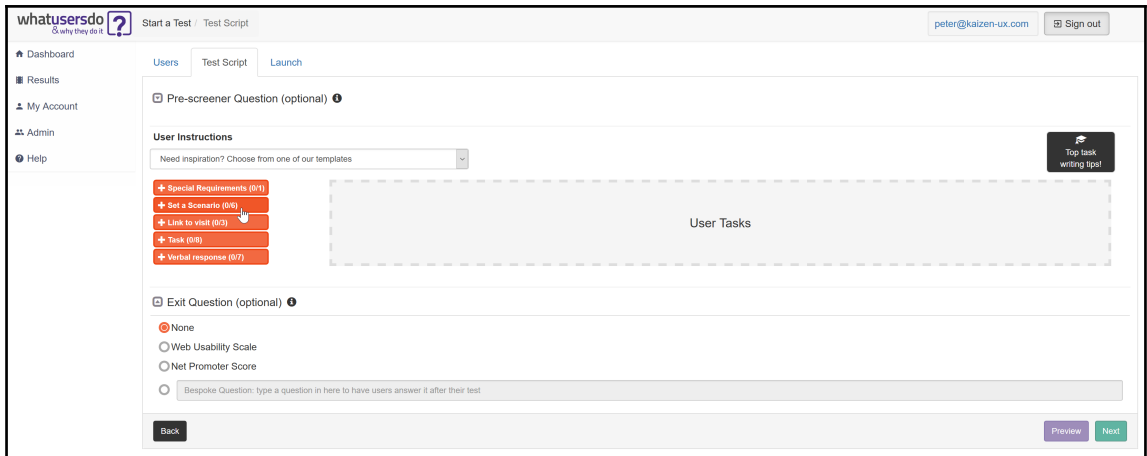 whatusersdo
& why they do it
?
Start a Test / Test Script
peter@kaizen-ux.com
Sign out
Dashboard
Results
My Account
Admin
Help
Users
Test Script
Launch
Pre-screener Question (optional)
User Instructions
Need inspiration? Choose from one of our templates
Top task
writing tips!
Special Requirements (0/1)
Set a Scenario (0/6)
Link to visit (0/3)
Task (0/8)
Verbal response (0/7)
User Tasks
Exit Question (optional)
None
Web Usability Scale
Net Promoter Score
Bespoke Question: type a question in here to have users answer it after their test
Back
Preview
Next